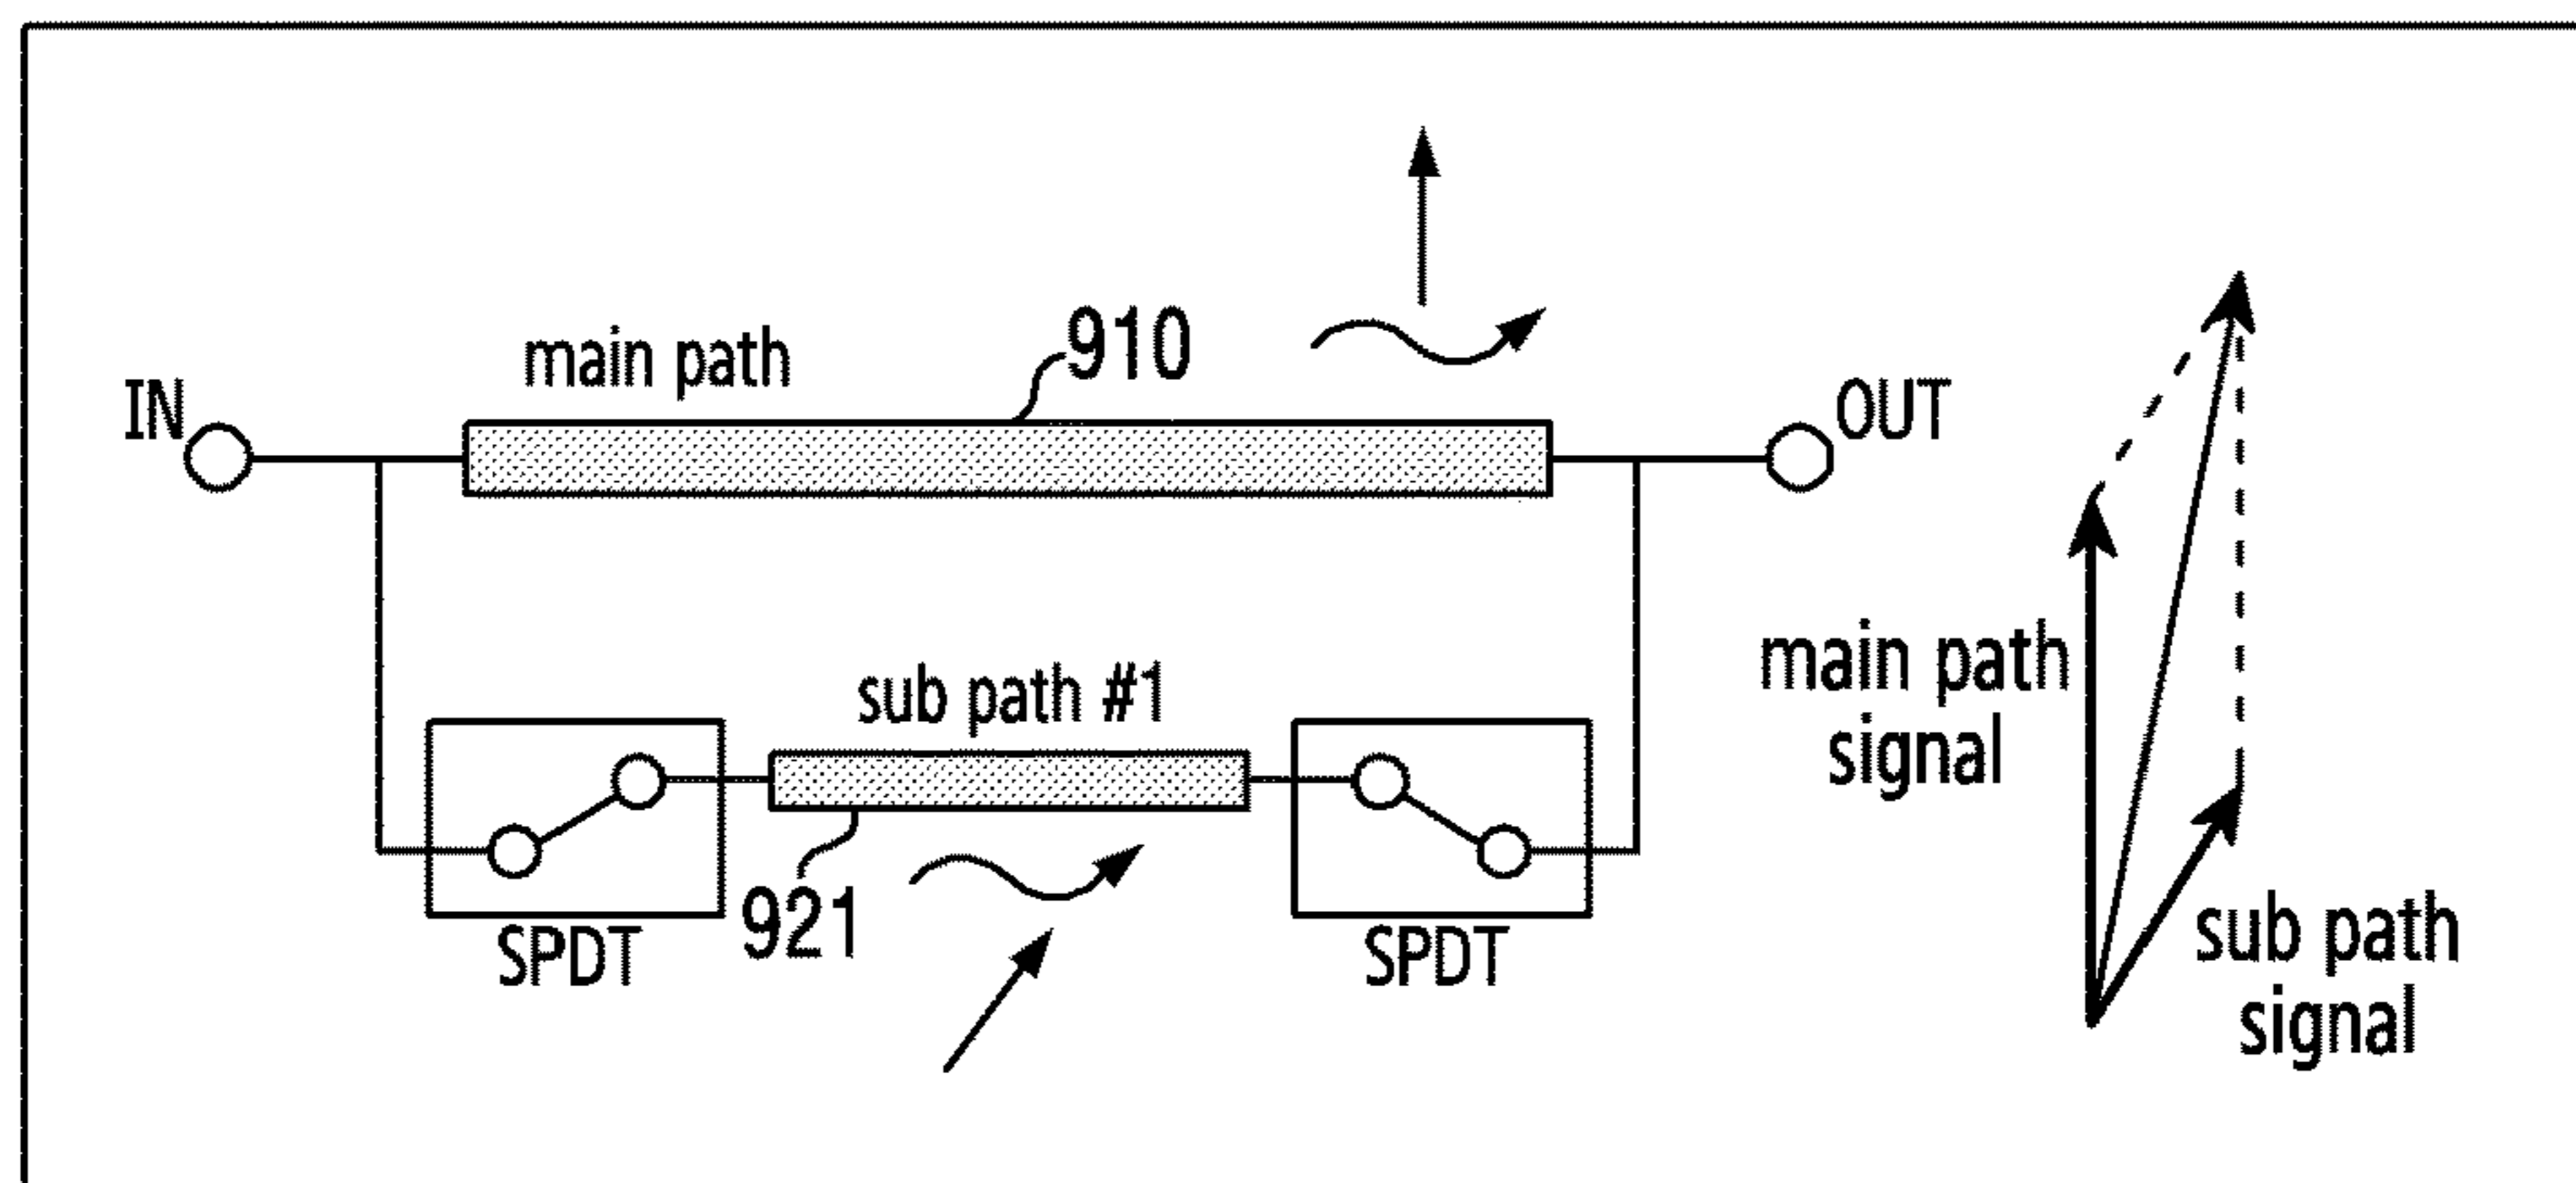 main path
910
IN
OUT
sub path #1
main path
signal
921
SPDT
SPDT
sub path
signal